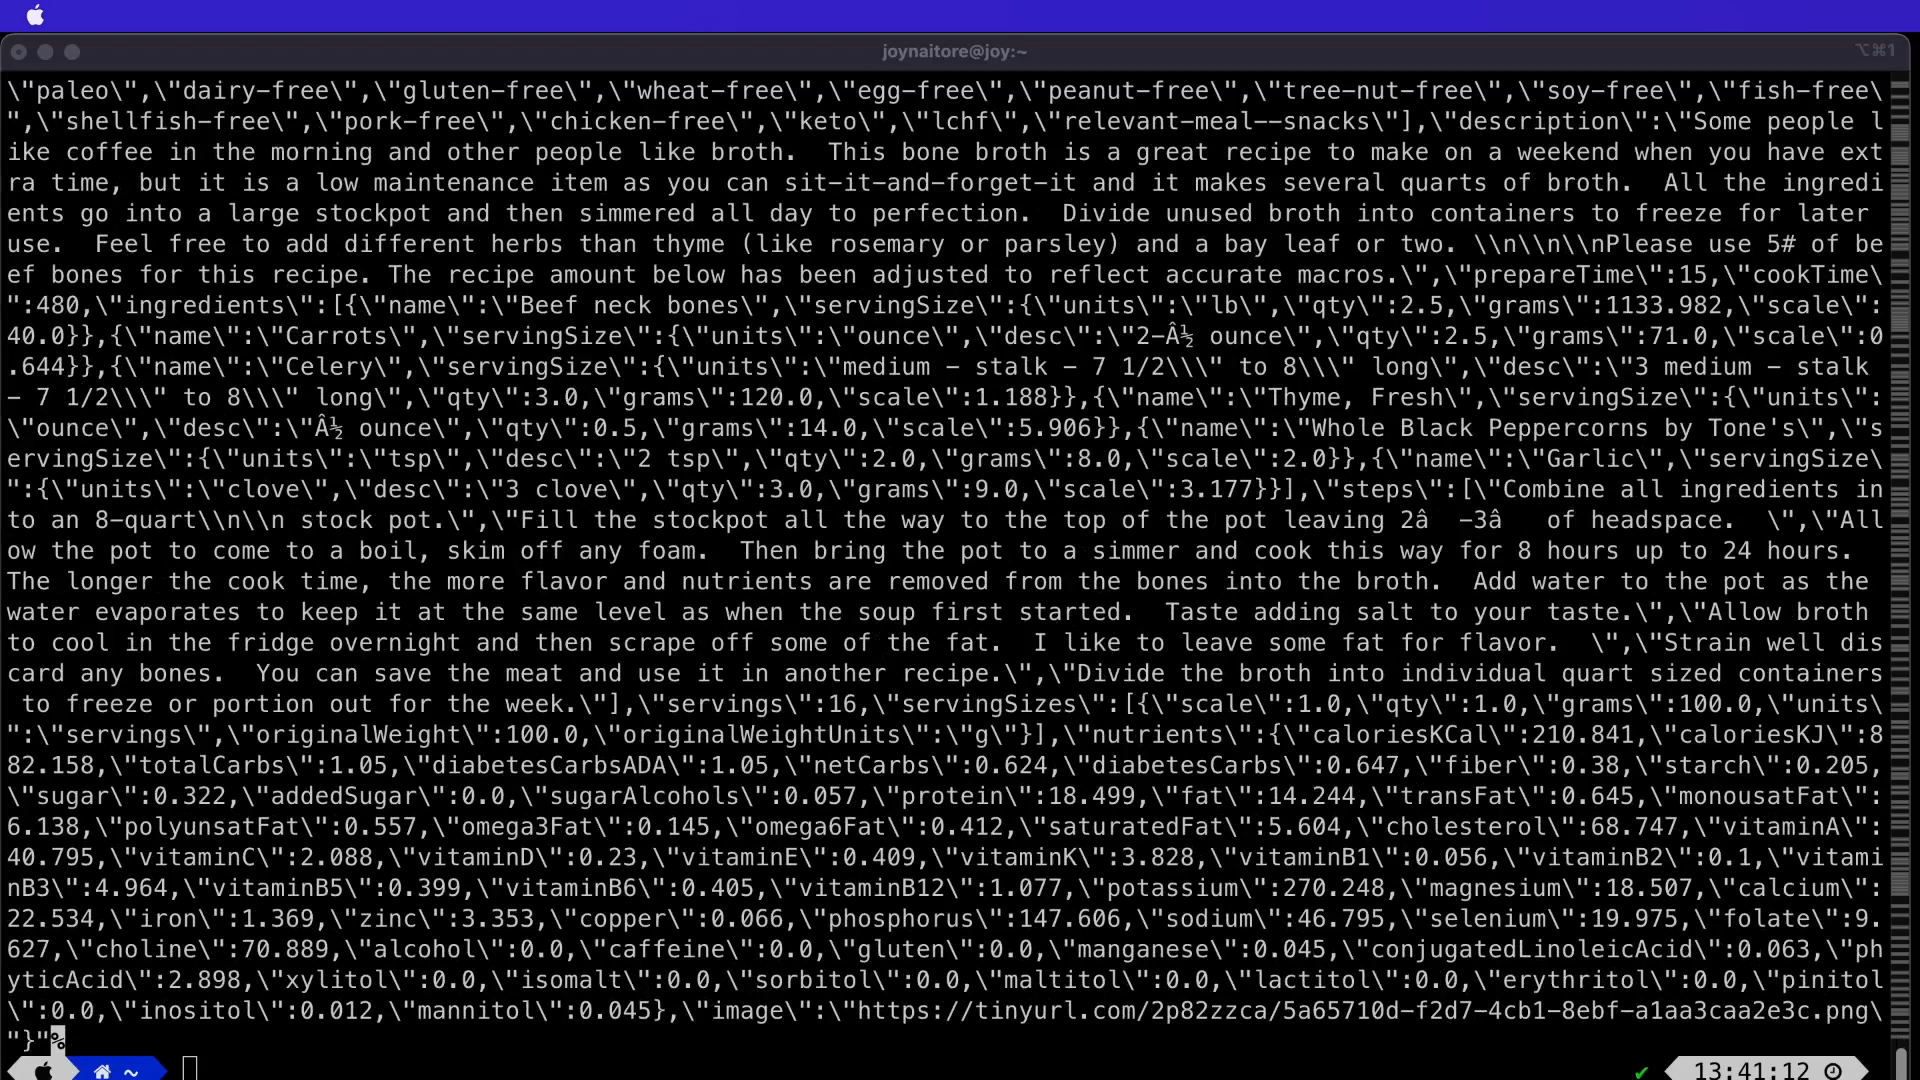 joynaitore@joy:~
⌥⌘1
\"paleo\",\"dairy-free\",\"gluten-free\",\"wheat-free\",\"egg-free\",\"peanut-free\",\"tree-nut-free\",\"soy-free\",\"fish-free\
",\"shellfish-free\",\"pork-free\",\"chicken-free\",\"keto\",\"lchf\",\"relevant-meal--snacks\"],\"description\":\"Some people l
ike coffee in the morning and other people like broth.  This bone broth is a great recipe to make on a weekend when you have ext
ra time, but it is a low maintenance item as you can sit-it-and-forget-it and it makes several quarts of broth.  All the ingredi
ents go into a large stockpot and then simmered all day to perfection.  Divide unused broth into containers to freeze for later
use.  Feel free to add different herbs than thyme (like rosemary or parsley) and a bay leaf or two. \\n\\n\\nPlease use 5# of be
ef bones for this recipe. The recipe amount below has been adjusted to reflect accurate macros.\",\"prepareTime\":15,\"cookTime\
":480,\"ingredients\":[{\"name\":\"Beef neck bones\",\"servingSize\":{\"units\":\"lb\",\"qty\":2.5,\"grams\":1133.982,\"scale\":
40.0}},{\"name\":\"Carrots\",\"servingSize\":{\"units\":\"ounce\",\"desc\":\"2-Â½ ounce\",\"qty\":2.5,\"grams\":71.0,\"scale\":0
.644}},{\"name\":\"Celery\",\"servingSize\":{\"units\":\"medium - stalk - 7 1/2\\\" to 8\\\" long\",\"desc\":\"3 medium - stalk
- 7 1/2\\\" to 8\\\" long\",\"qty\":3.0,\"grams\":120.0,\"scale\":1.188}},{\"name\":\"Thyme, Fresh\",\"servingSize\":{\"units\":
\"ounce\",\"desc\":\"Â½ ounce\",\"qty\":0.5,\"grams\":14.0,\"scale\":5.906}},{\"name\":\"Whole Black Peppercorns by Tone's\",\"s
ervingSize\":{\"units\":\"tsp\",\"desc\":\"2 tsp\",\"qty\":2.0,\"grams\":8.0,\"scale\":2.0}},{\"name\":\"Garlic\",\"servingSize\
":{\"units\":\"clove\",\"desc\":\"3 clove\",\"qty\":3.0,\"grams\":9.0,\"scale\":3.177}}],\"steps\":[\"Combine all ingredients in
to an 8-quart\\n\\n stock pot.\",\"Fill the stockpot all the way to the top of the pot leaving 2â  -3â   of headspace.  \",\"All
ow the pot to come to a boil, skim off any foam.  Then bring the pot to a simmer and cook this way for 8 hours up to 24 hours.
The longer the cook time, the more flavor and nutrients are removed from the bones into the broth.  Add water to the pot as the
water evaporates to keep it at the same level as when the soup first started.  Taste adding salt to your taste.\",\"Allow broth
to cool in the fridge overnight and then scrape off some of the fat.  I like to leave some fat for flavor.  \",\"Strain well dis
card any bones.  You can save the meat and use it in another recipe.\",\"Divide the broth into individual quart sized containers
 to freeze or portion out for the week.\"],\"servings\":16,\"servingSizes\":[{\"scale\":1.0,\"qty\":1.0,\"grams\":100.0,\"units\
":\"servings\",\"originalWeight\":100.0,\"originalWeightUnits\":\"g\"}],\"nutrients\":{\"caloriesKCal\":210.841,\"caloriesKJ\":8
82.158,\"totalCarbs\":1.05,\"diabetesCarbsADA\":1.05,\"netCarbs\":0.624,\"diabetesCarbs\":0.647,\"fiber\":0.38,\"starch\":0.205,
\"sugar\":0.322,\"addedSugar\":0.0,\"sugarAlcohols\":0.057,\"protein\":18.499,\"fat\":14.244,\"transFat\":0.645,\"monousatFat\":
6.138,\"polyunsatFat\":0.557,\"omega3Fat\":0.145,\"omega6Fat\":0.412,\"saturatedFat\":5.604,\"cholesterol\":68.747,\"vitaminA\":
40.795,\"vitaminC\":2.088,\"vitaminD\":0.23,\"vitaminE\":0.409,\"vitaminK\":3.828,\"vitaminB1\":0.056,\"vitaminB2\":0.1,\"vitami
nB3\":4.964,\"vitaminB5\":0.399,\"vitaminB6\":0.405,\"vitaminB12\":1.077,\"potassium\":270.248,\"magnesium\":18.507,\"calcium\":
22.534,\"iron\":1.369,\"zinc\":3.353,\"copper\":0.066,\"phosphorus\":147.606,\"sodium\":46.795,\"selenium\":19.975,\"folate\":9.
627,\"choline\":70.889,\"alcohol\":0.0,\"caffeine\":0.0,\"gluten\":0.0,\"manganese\":0.045,\"conjugatedLinoleicAcid\":0.063,\"ph
yticAcid\":2.898,\"xylitol\":0.0,\"isomalt\":0.0,\"sorbitol\":0.0,\"maltitol\":0.0,\"lactitol\":0.0,\"erythritol\":0.0,\"pinitol
\":0.0,\"inositol\":0.012,\"mannitol\":0.045},\"image\":\"https://tinyurl.com/2p82zzca/5a65710d-f2d7-4cb1-8ebf-a1aa3caa2e3c.png\
"}"%
~
✔ 13:41:12